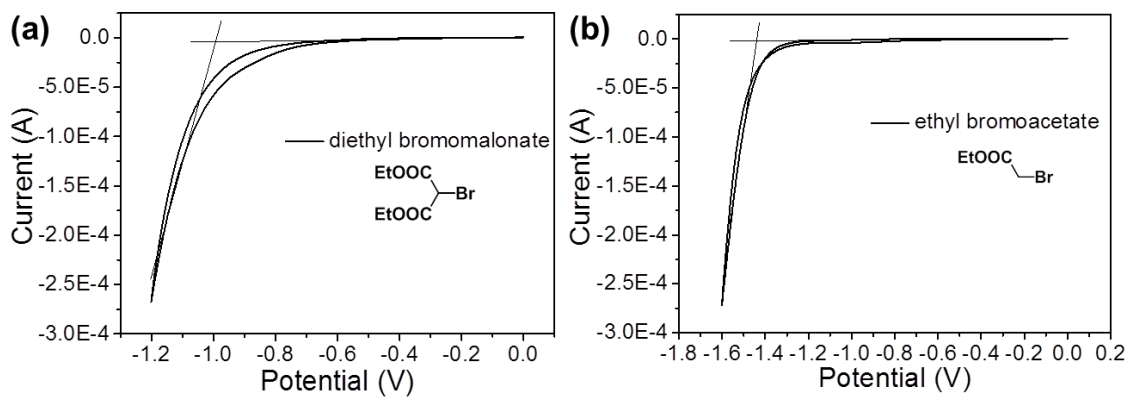 (a)
Current (A)
0.0
-5.0E-5
-1.0E-4
-1.5E-4
-2.0E-4
-2.5E-4
-3.0E-4
diethyl bromomalonate
EtOOC
Br
EtOOC
-1.2 -1.0 -0.8 -0.6 -0.4 -0.2 0.0
Potential (V)
(b)
Current (A)
0.0
-5.0E-5
-1.0E-4
-1.5E-4
-2.0E-4
-2.5E-4
-3.0E-4
ethyl bromoacetate
EtOOC
Br
-1.8 -1.6 -1.4 -1.2 -1.0 -0.8 -0.6 -0.4 -0.2 0.0 0.2
Potential (V)